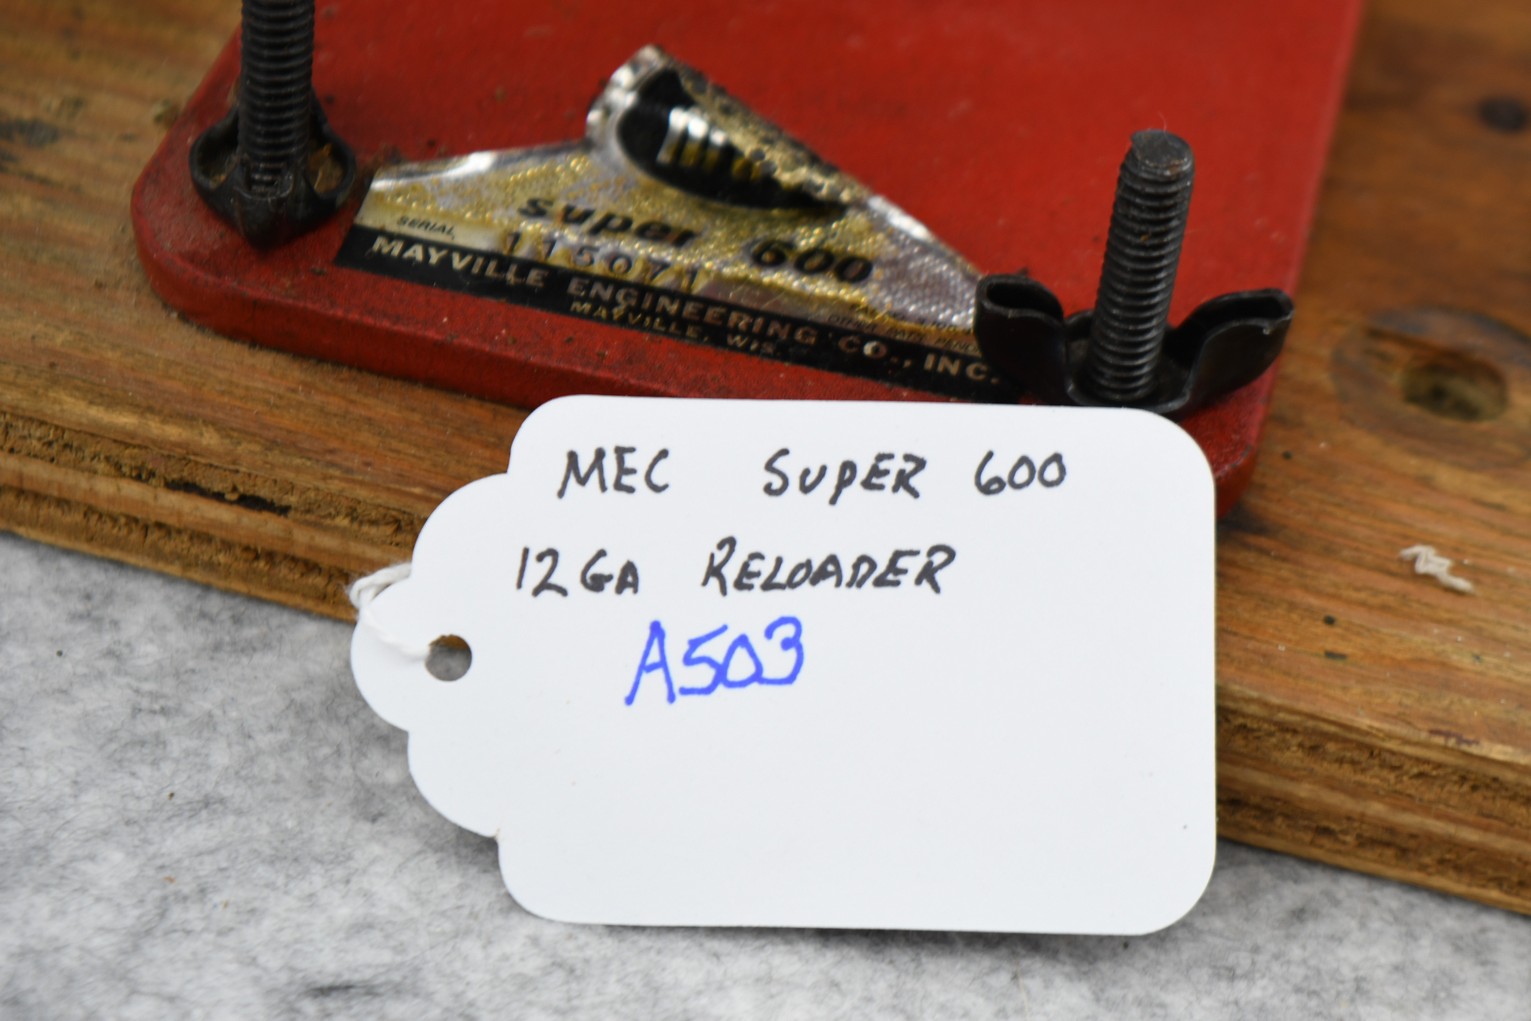 super 600
SERIAL
115071
MAYVILLE ENGINEERING CO., INC.
MAYVILLE, WIS.
MEC SUPER 600
12GA RELOADER
A503